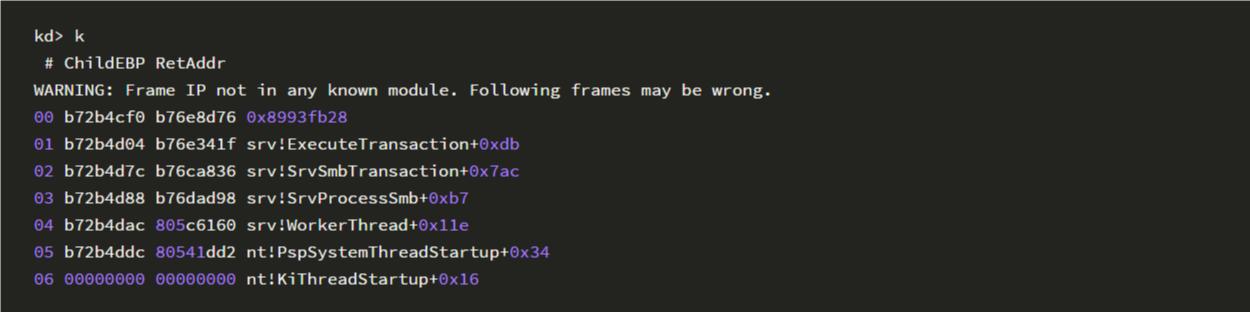 kd> k
# ChildEBP RetAddr
WARNING: Frame IP not in any known module. Following frames may be wrong.
00 b72b4cf0 b76e8d76 0x8993fb28
01 b72b4d04 b76e341f srv!ExecuteTransaction+0xdb
02 b72b4d7c b76ca836 srv!SrvSmbTransaction+0x7ac
03 b72b4d88 b76dad98 srv!SrvProcessSmb+0xb7
04 b72b4dac 805c6160 srv!WorkerThread+0x11e
05 b72b4ddc 80541dd2 nt!PspSystemThreadStartup+0x34
06 00000000 00000000 nt!KiThreadStartup+0x16